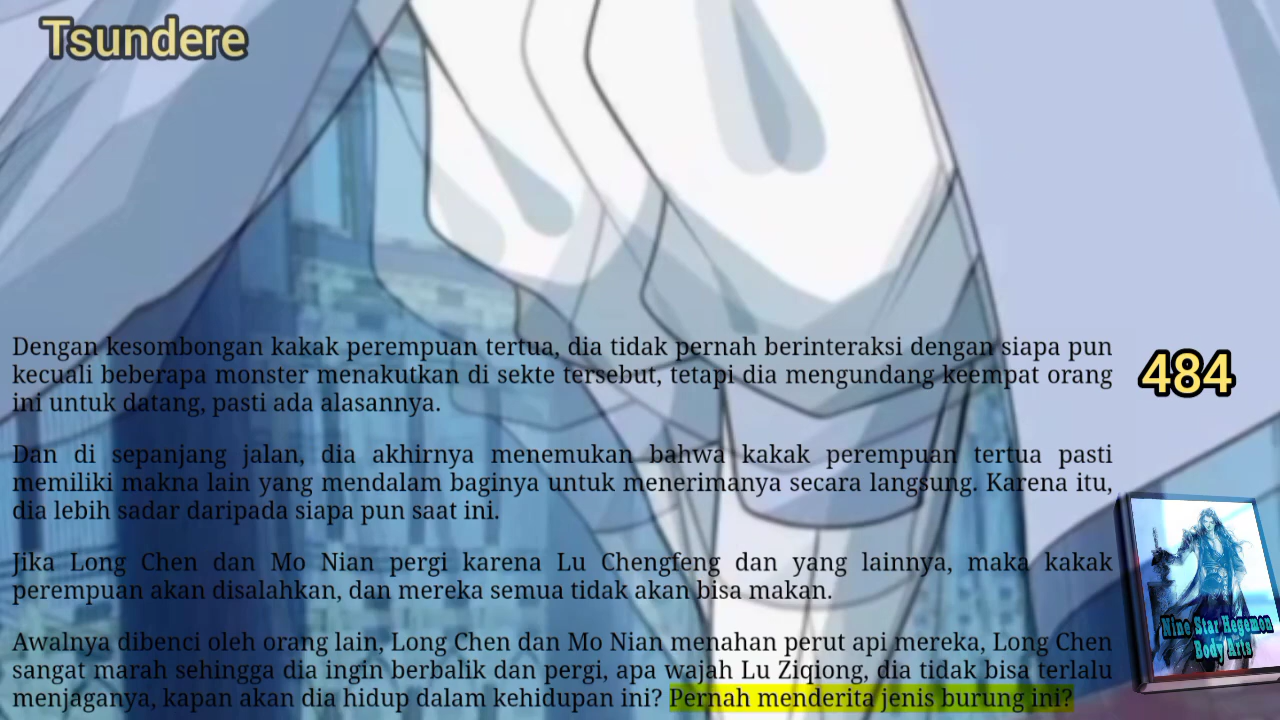 Tsundere
Dengan kesombongan kakak perempuan tertua, dia tidak pernah berinteraksi dengan siapa pun
kecuali beberapa monster menakutkan di sekte tersebut, tetapi dia mengundang keempat orang
ini untuk datang, pasti ada alasannya.
484
Dan di sepanjang jalan, dia akhirnya menemukan bahwa kakak perempuan tertua pasti
memiliki makna lain yang mendalam baginya untuk menerimanya secara langsung. Karena itu,
dia lebih sadar daripada siapa pun saat ini.
Jika Long Chen dan Mo Nian pergi karena Lu Chengfeng dan yang lainnya, maka kakak
perempuan akan disalahkan, dan mereka semua tidak akan bisa makan.
Awalnya dibenci oleh orang lain, Long Chen dan Mo Nian menahan perut api mereka, Long Chen
sangat marah sehingga dia ingin berbalik dan pergi, apa wajah Lu Ziqiong, dia tidak bisa terlalu
menjaganya, kapan akan dia hidup dalam kehidupan ini? Pernah menderita jenis burung ini?
Nine Star Hegemon
Body Arts